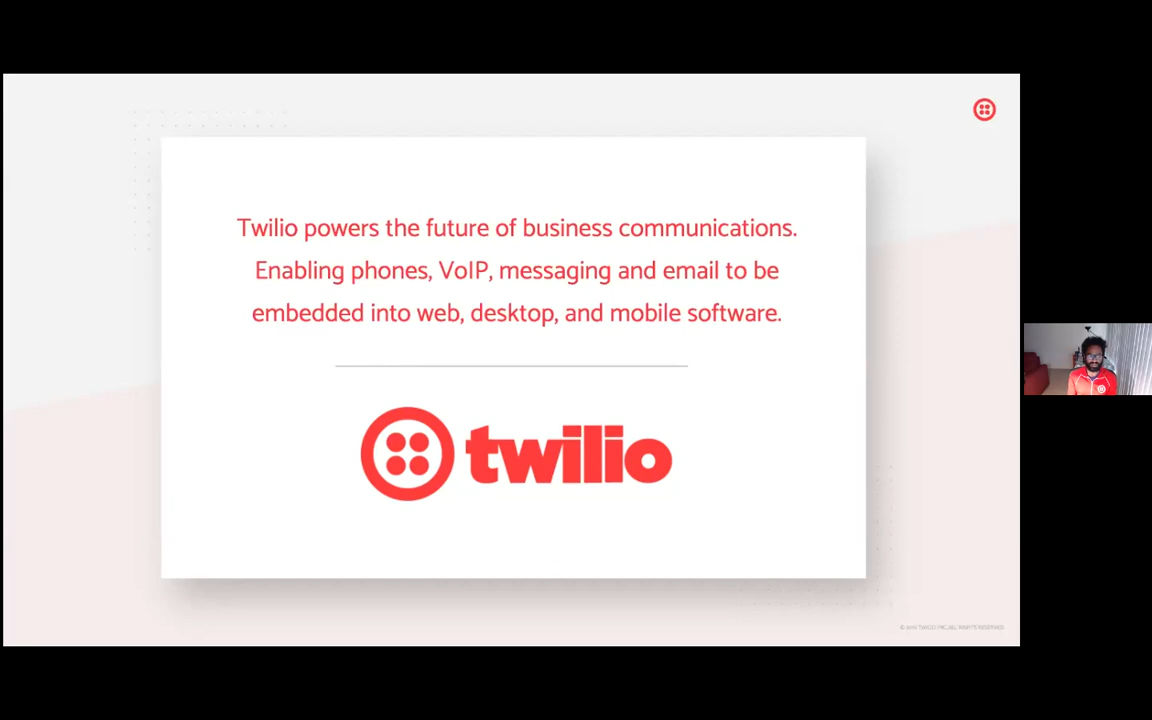 Twilio powers the future of business communications.
Enabling phones, VoIP, messaging and email to be
embedded into web, desktop, and mobile software.
twilio